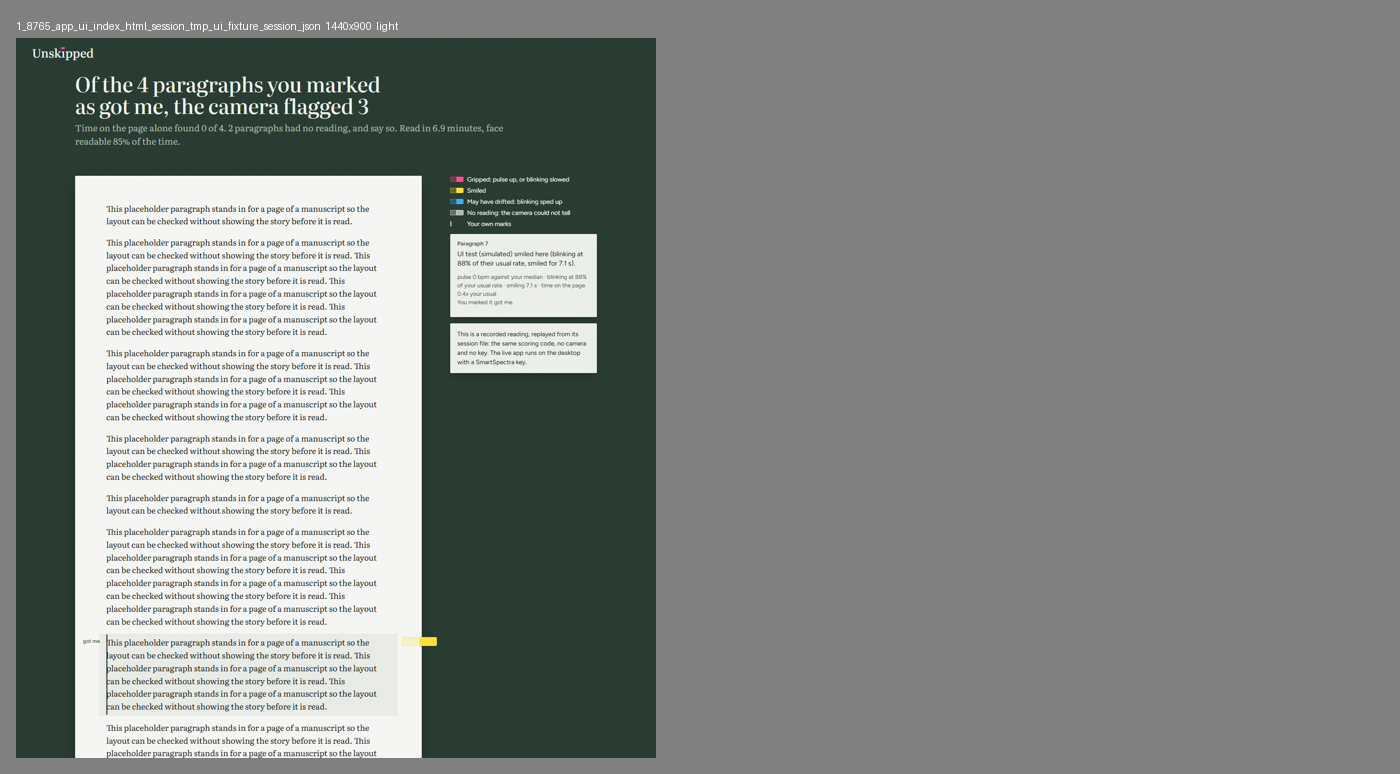 1_8765_app_ui_index_html_session_tmp_ui_fixture_session_json 1440x900 light
Unskipped
Of the 4 paragraphs you marked
as got me, the camera flagged 3
Time on the page alone found 0 of 4. 2 paragraphs had no reading, and say so. Read in 6.9 minutes, face
readable 85% of the time.
This placeholder paragraph stands in for a page of a manuscript so the
layout can be checked without showing the story before it is read.
This placeholder paragraph stands in for a page of a manuscript so the
layout can be checked without showing the story before it is read. This
placeholder paragraph stands in for a page of a manuscript so the layout
can be checked without showing the story before it is read. This
placeholder paragraph stands in for a page of a manuscript so the layout
can be checked without showing the story before it is read. This
placeholder paragraph stands in for a page of a manuscript so the layout
can be checked without showing the story before it is read.
This placeholder paragraph stands in for a page of a manuscript so the
layout can be checked without showing the story before it is read. This
placeholder paragraph stands in for a page of a manuscript so the layout
can be checked without showing the story before it is read. This
placeholder paragraph stands in for a page of a manuscript so the layout
can be checked without showing the story before it is read.
This placeholder paragraph stands in for a page of a manuscript so the
layout can be checked without showing the story before it is read. This
placeholder paragraph stands in for a page of a manuscript so the layout
can be checked without showing the story before it is read.
This placeholder paragraph stands in for a page of a manuscript so the
layout can be checked without showing the story before it is read.
This placeholder paragraph stands in for a page of a manuscript so the
layout can be checked without showing the story before it is read. This
placeholder paragraph stands in for a page of a manuscript so the layout
can be checked without showing the story before it is read. This
placeholder paragraph stands in for a page of a manuscript so the layout
can be checked without showing the story before it is read. This
placeholder paragraph stands in for a page of a manuscript so the layout
can be checked without showing the story before it is read.
got me
This placeholder paragraph stands in for a page of a manuscript so the
layout can be checked without showing the story before it is read. This
placeholder paragraph stands in for a page of a manuscript so the layout
can be checked without showing the story before it is read. This
placeholder paragraph stands in for a page of a manuscript so the layout
can be checked without showing the story before it is read.
This placeholder paragraph stands in for a page of a manuscript so the
layout can be checked without showing the story before it is read. This
placeholder paragraph stands in for a page of a manuscript so the layout
Gripped: pulse up, or blinking slowed
Smiled
May have drifted: blinking sped up
No reading: the camera could not tell
Your own marks
Paragraph 7
UI test (simulated) smiled here (blinking at
88% of their usual rate, smiled for 7.1 s).
pulse 0 bpm against your median · blinking at 88%
of your usual rate · smiling 7.1 s · time on the page
0.4x your usual
You marked it got me.
This is a recorded reading, replayed from its
session file: the same scoring code, no camera
and no key. The live app runs on the desktop
with a SmartSpectra key.